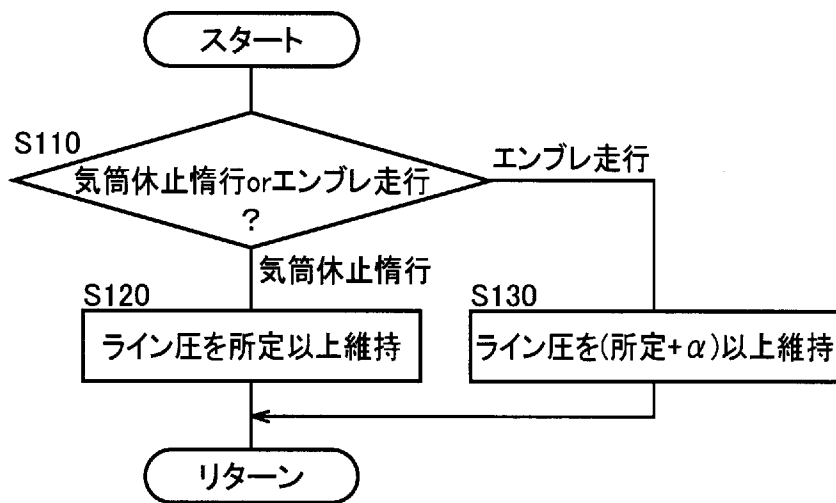 スタート
S110
気筒休止惰行orエンブレ走行
?
エンブレ走行
気筒休止惰行
S120
ライン圧を所定以上維持
S130
ライン圧を(所定+α)以上維持
リターン